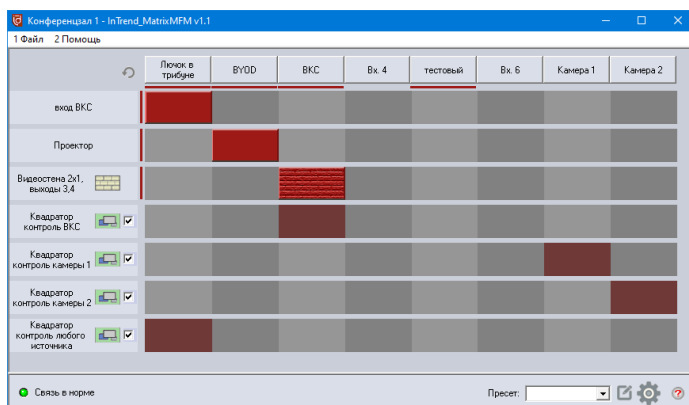 Конференцзал 1 - InTrend_MatrixMFM v1.1
1 Файл 2 Помощь
Лючок в
трибуне
BYOD
ВКС
Вх. 4
тестовый
Вх. 6
Камера 1
Камера 2
вход ВКС
Проектор
Видеостена 2x1,
выходы 3,4
Квадратор
контроль ВКС
Квадратор
контроль камеры 1
Квадратор
контроль камеры 2
Квадратор
контроль любого
источника
Связь в норме
Пресет: